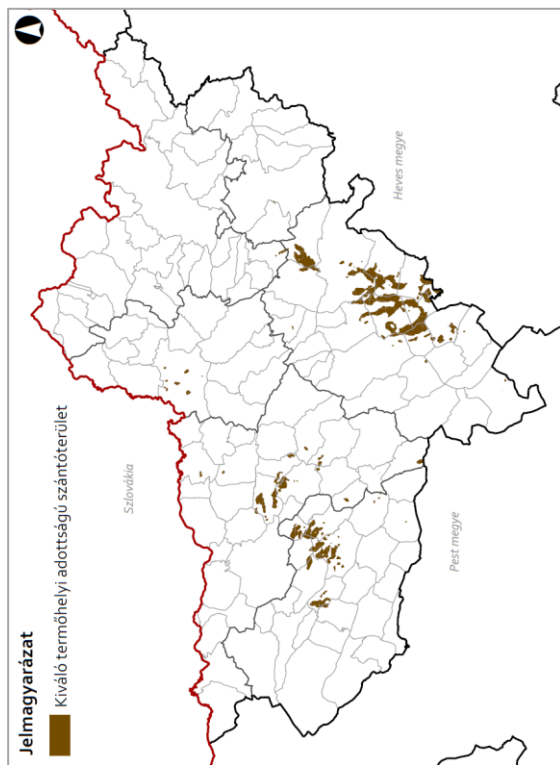 Jelmagyarázat
Kiváló termőhelyi adottságú szántóterület
Szlovákia
Heves megye
Pest megye